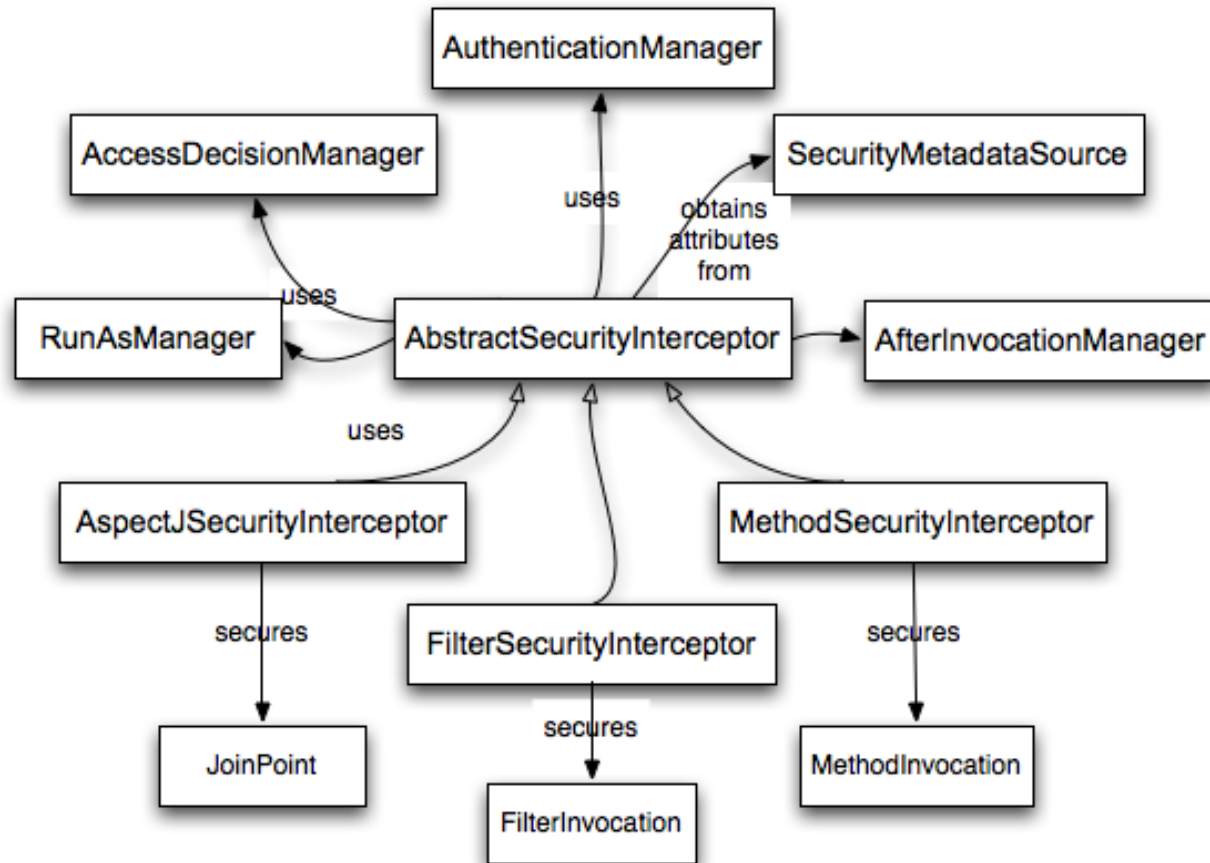 AuthenticationManager
AccessDecisionManager
SecurityMetadataSource
uses
obtains
attributes
from
uses
RunAsManager
AbstractSecurityInterceptor
AfterInvocationManager
uses
AspectJSecurityInterceptor
MethodSecurityInterceptor
secures
FilterSecurityInterceptor
secures
secures
JoinPoint
MethodInvocation
FilterInvocation